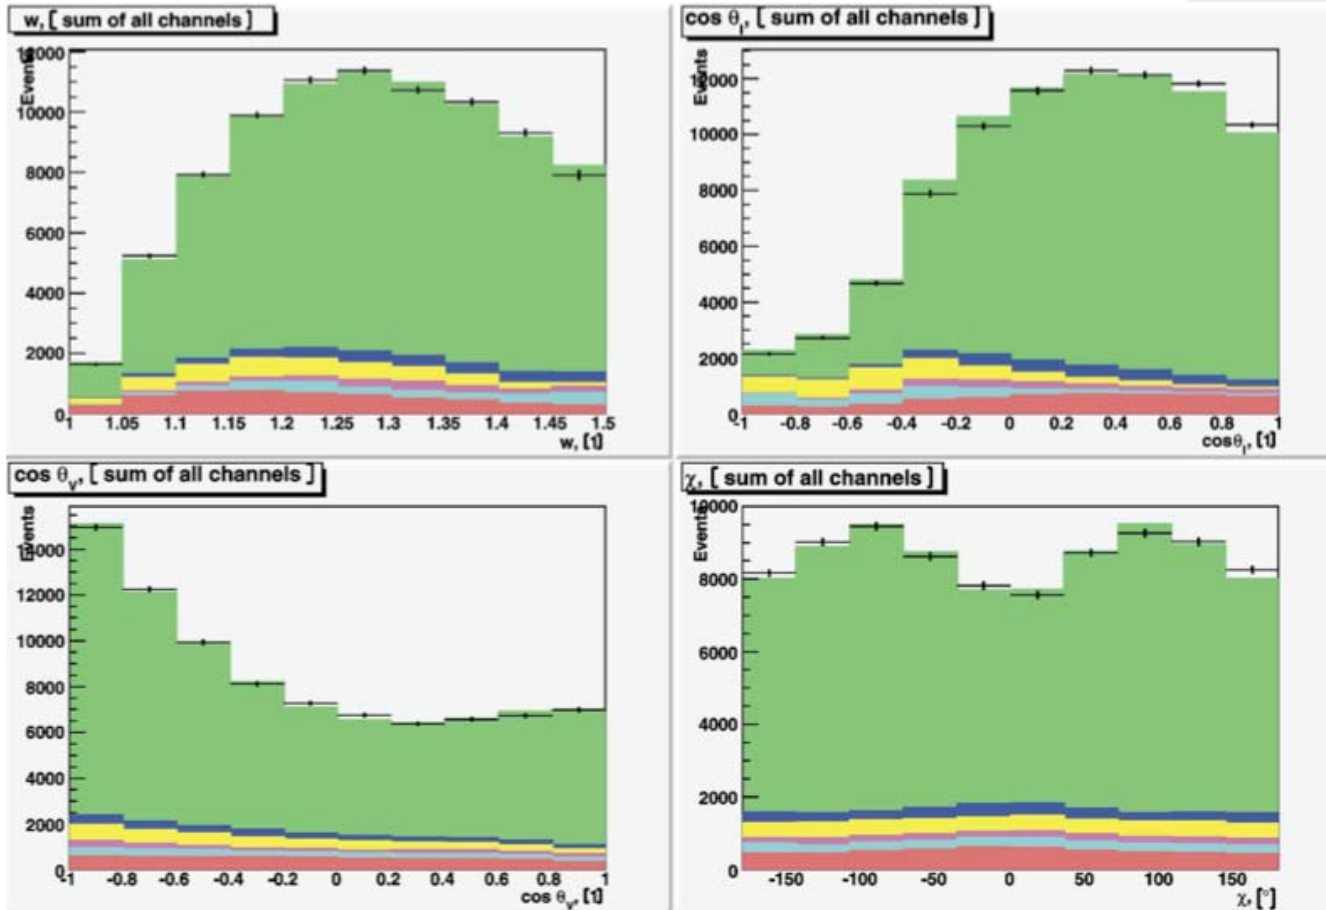 w, [ sum of all channels ]
Events
12000
10000
8000
6000
4000
2000
0
1 1.05 1.1 1.15 1.2 1.25 1.3 1.35 1.4 1.45 1.5
w, [1]
cos θl, [ sum of all channels ]
Events
12000
10000
8000
6000
4000
2000
0
-1 -0.8 -0.6 -0.4 -0.2 0 0.2 0.4 0.6 0.8 1
cosθl, [1]
cos θv, [ sum of all channels ]
Events
14000
12000
10000
8000
6000
4000
2000
0
-1 -0.8 -0.6 -0.4 -0.2 0 0.2 0.4 0.6 0.8 1
cos θv, [1]
χ, [ sum of all channels ]
Events
10000
8000
6000
4000
2000
0
-150 -100 -50 0 50 100 150
χ, [°]